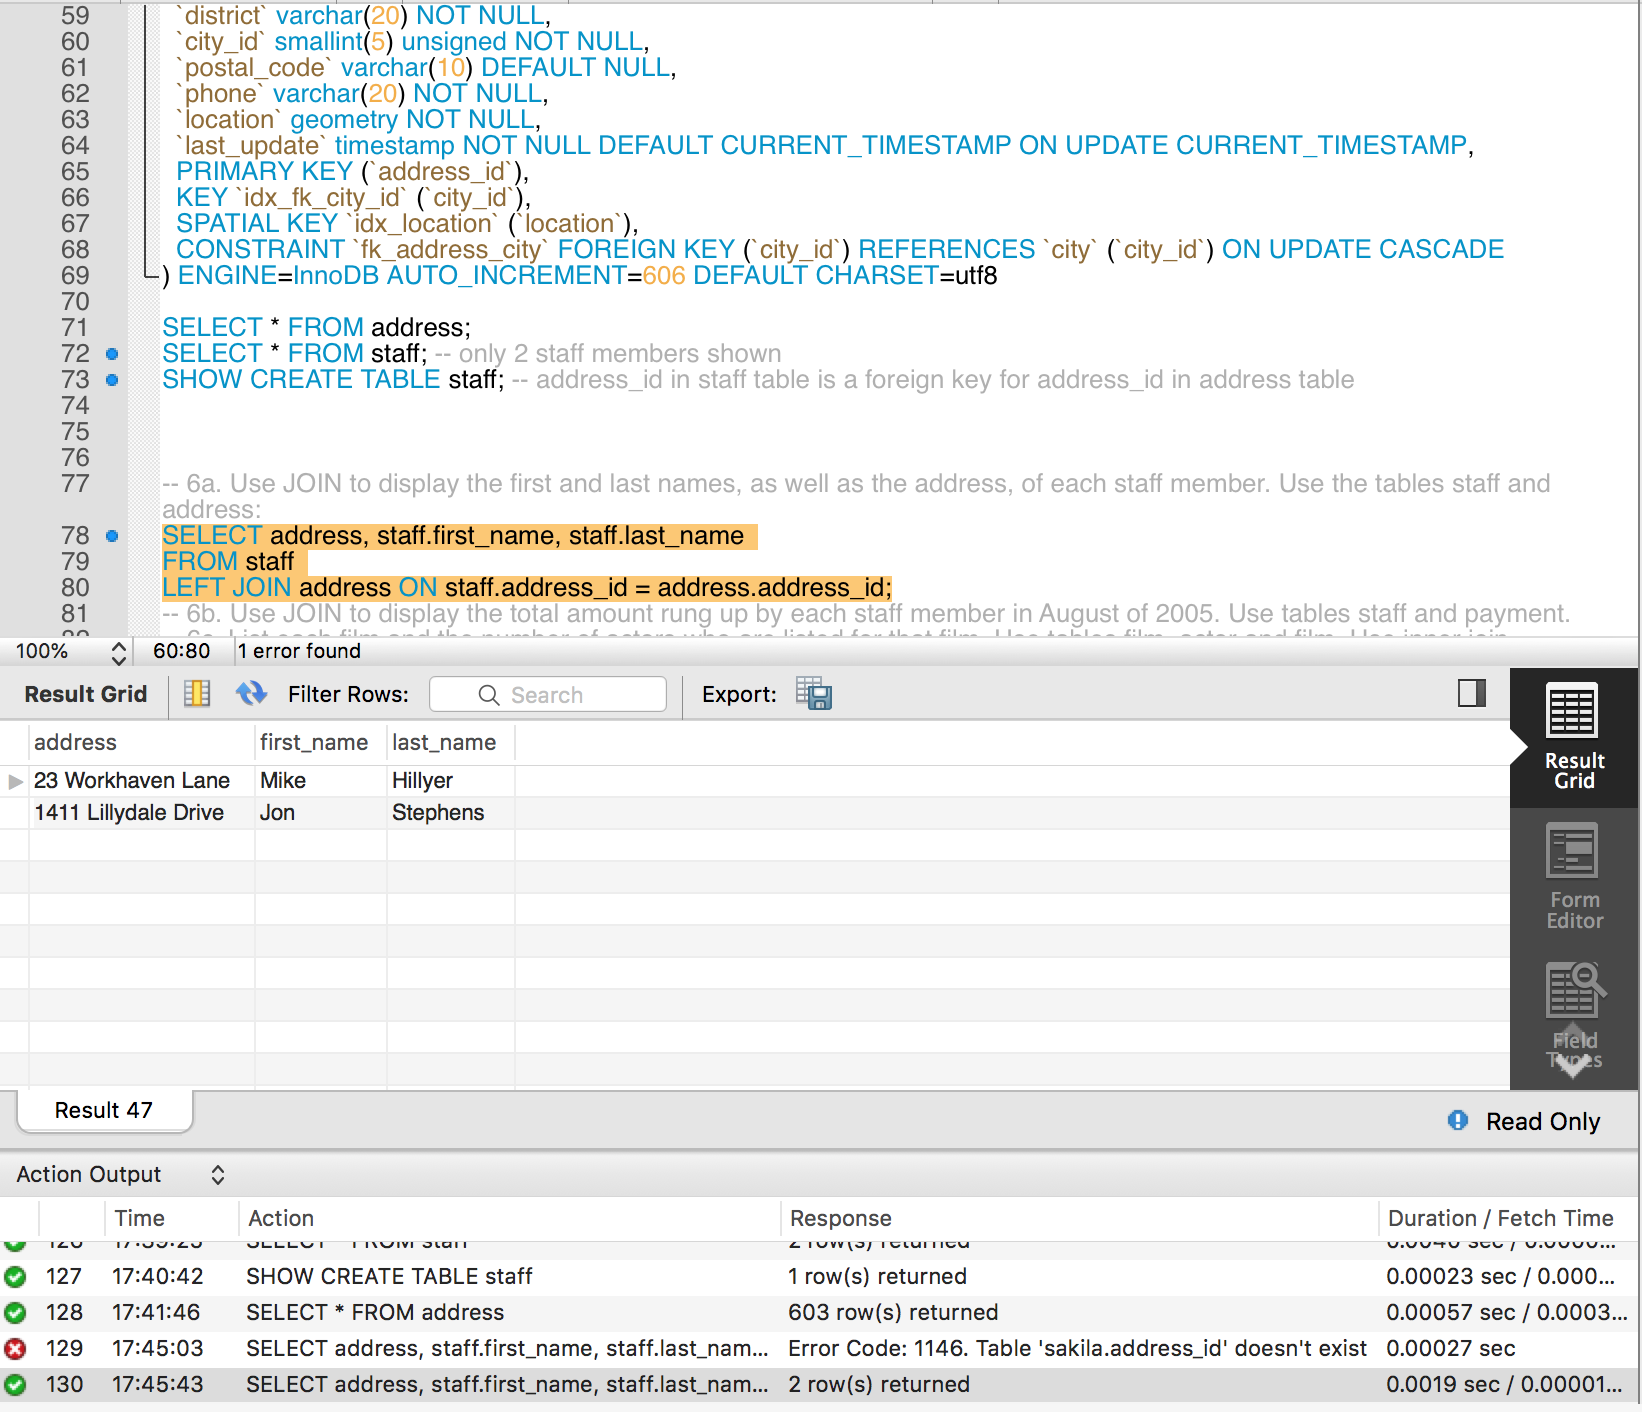 59 `district` varchar(20) NOT NULL,
60 `city_id` smallint(5) unsigned NOT NULL,
61 `postal_code` varchar(10) DEFAULT NULL,
62 `phone` varchar(20) NOT NULL,
63 `location` geometry NOT NULL,
64 `last_update` timestamp NOT NULL DEFAULT CURRENT_TIMESTAMP ON UPDATE CURRENT_TIMESTAMP,
65 PRIMARY KEY (`address_id`),
66 KEY `idx_fk_city_id` (`city_id`),
67 SPATIAL KEY `idx_location` (`location`),
68 CONSTRAINT `fk_address_city` FOREIGN KEY (`city_id`) REFERENCES `city` (`city_id`) ON UPDATE CASCADE
69 ) ENGINE=InnoDB AUTO_INCREMENT=606 DEFAULT CHARSET=utf8
70
71 SELECT * FROM address;
72 SELECT * FROM staff; -- only 2 staff members shown
73 SHOW CREATE TABLE staff; -- address_id in staff table is a foreign key for address_id in address table
74
75
76
77 -- 6a. Use JOIN to display the first and last names, as well as the address, of each staff member. Use the tables staff and
address:
78 SELECT address, staff.first_name, staff.last_name
79 FROM staff
80 LEFT JOIN address ON staff.address_id = address.address_id;
81 -- 6b. Use JOIN to display the total amount rung up by each staff member in August of 2005. Use tables staff and payment.
100% 60:80 1 error found
Result Grid Filter Rows: Search Export:
address first_name last_name
23 Workhaven Lane Mike Hillyer
1411 Lillydale Drive Jon Stephens
Result
Grid
Form
Editor
Field
Types
Result 47 Read Only
Action Output
Time Action Response Duration / Fetch Time
126 17:39:23 SELECT * FROM staff 2 row(s) returned
127 17:40:42 SHOW CREATE TABLE staff 1 row(s) returned 0.00023 sec / 0.000...
128 17:41:46 SELECT * FROM address 603 row(s) returned 0.00057 sec / 0.0003...
129 17:45:03 SELECT address, staff.first_name, staff.last_nam... Error Code: 1146. Table 'sakila.address_id' doesn't exist 0.00027 sec
130 17:45:43 SELECT address, staff.first_name, staff.last_nam... 2 row(s) returned 0.0019 sec / 0.00001...